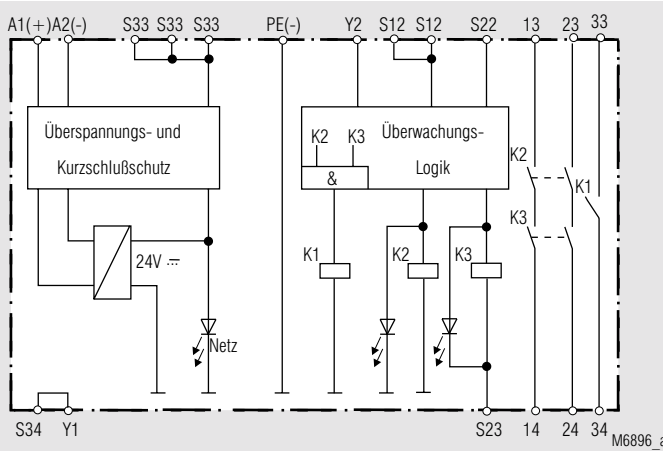 A1(+) A2(-) S33 S33 S33 PE(-) Y2 S12 S12 S22 13 23 33
Überspannungs- und
Kurzschlußschutz
K2 K3
&
Überwachungs-
Logik
K2
K1
K3
24V
K1 K2 K3
Netz
S34 Y1 S23 14 24 34
M6896_a